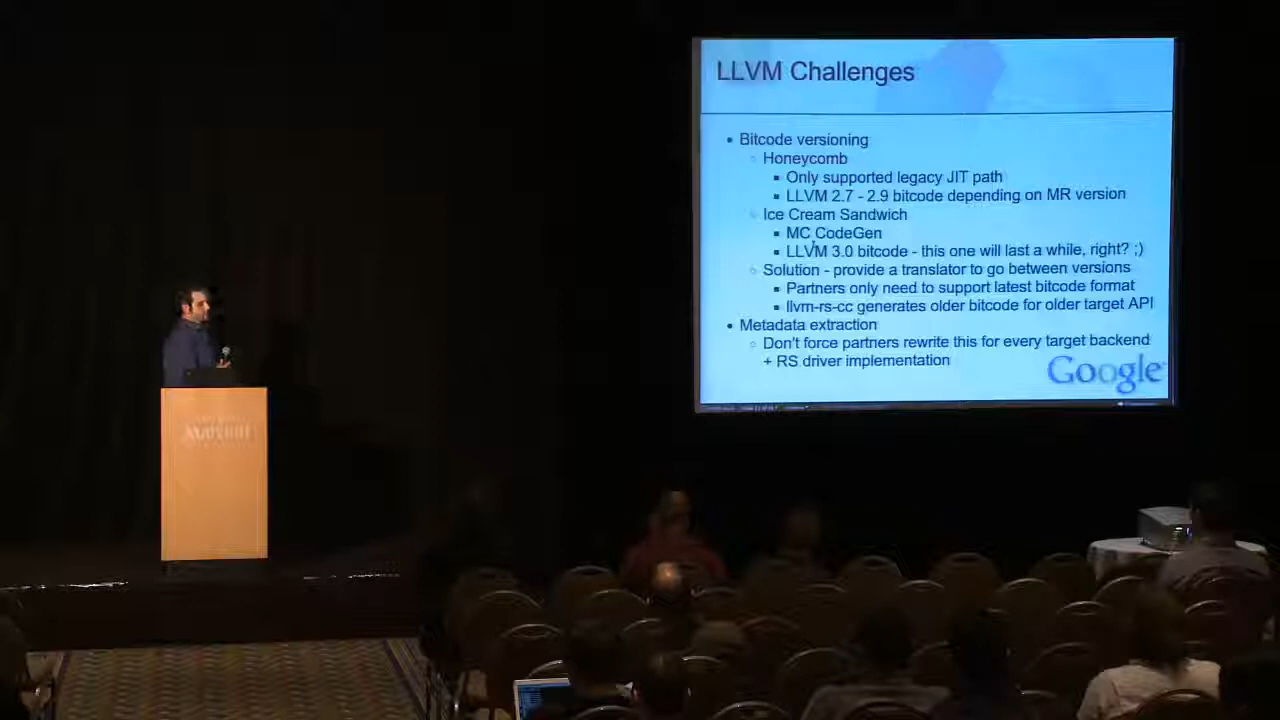 LLVM Challenges
• Bitcode versioning
○ Honeycomb
▪ Only supported legacy JIT path
▪ LLVM 2.7 - 2.9 bitcode depending on MR version
○ Ice Cream Sandwich
▪ MC CodeGen
▪ LLVM 3.0 bitcode - this one will last a while, right? ;)
○ Solution - provide a translator to go between versions
▪ Partners only need to support latest bitcode format
▪ llvm-rs-cc generates older bitcode for older target API
• Metadata extraction
○ Don't force partners rewrite this for every target backend
+ RS driver implementation
Google
Marriott